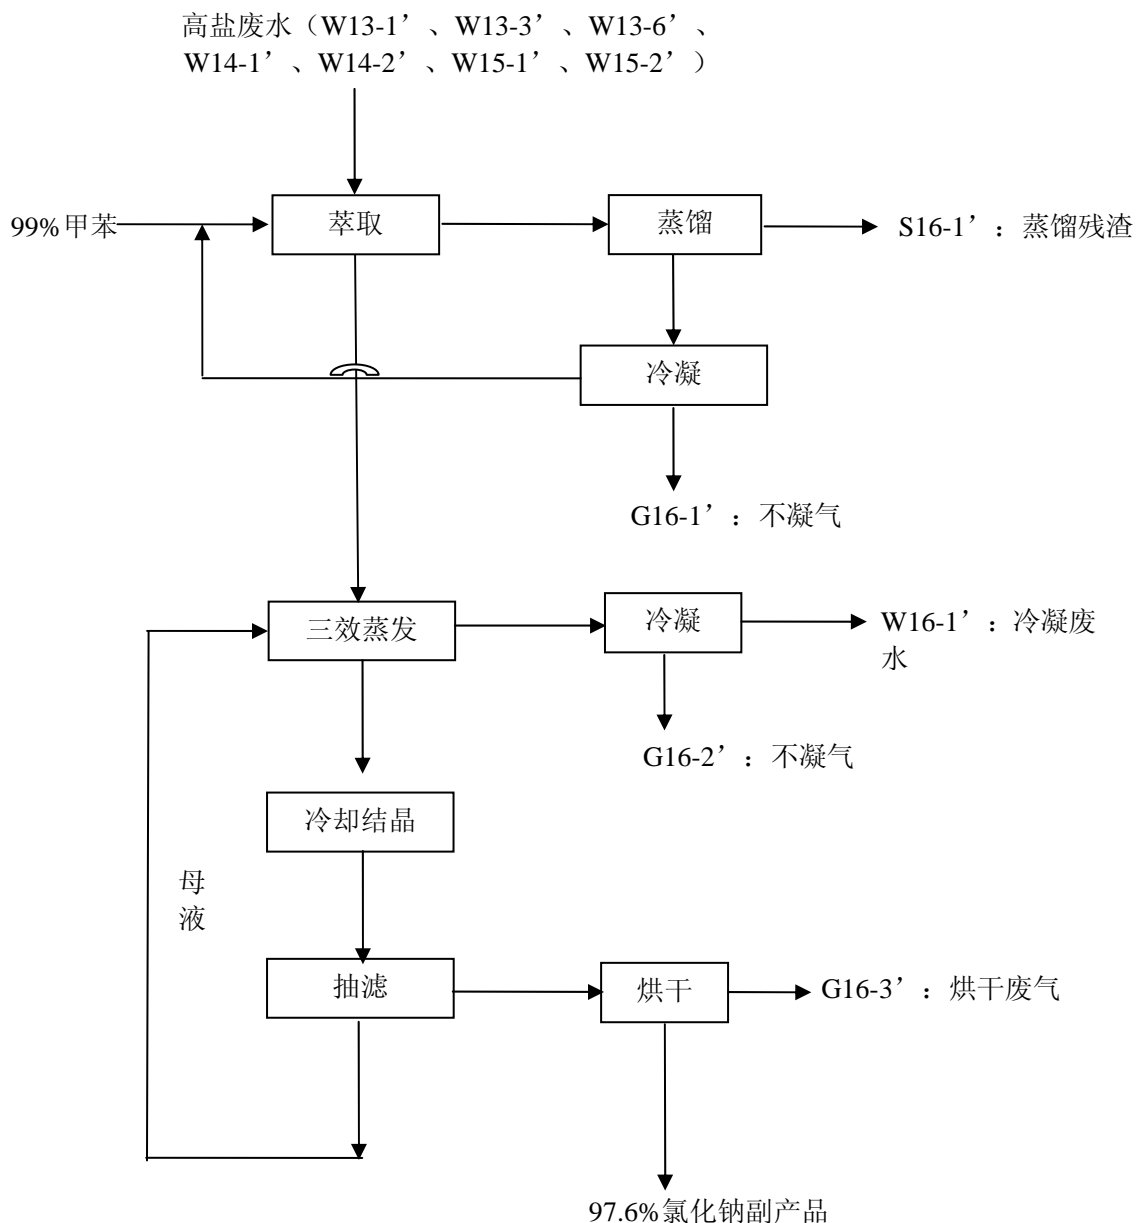 高盐废水（W13-1’、W13-3’、W13-6’、
W14-1’、W14-2’、W15-1’、W15-2’）
99%甲苯
萃取
蒸馏
S16-1’：蒸馏残渣
冷凝
G16-1’：不凝气
三效蒸发
冷凝
W16-1’：冷凝废
水
G16-2’：不凝气
冷却结晶
母
液
抽滤
烘干
G16-3’：烘干废气
97.6%氯化钠副产品